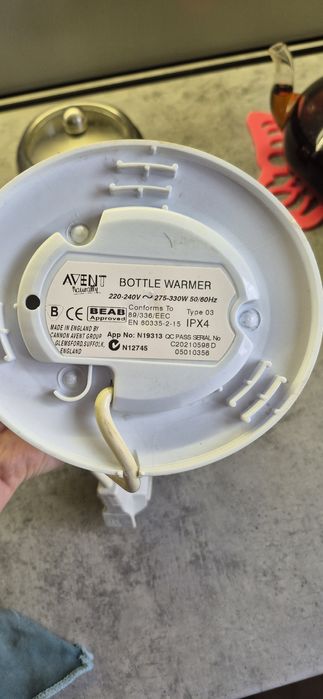 AVENT
naturally
BOTTLE WARMER
220-240V ~ 275-330W 50/60Hz
B CE BEAB Approved
Conforms To
89/336/EEC
EN 60335-2-15
Type 03
IPX4
MADE IN ENGLAND BY
CANNON AVENT GROUP
GLEMSFORD.SUFFOLK,
ENGLAND
App No: N19313
N12745
QC PASS SERIAL No
C20210598D
05010356